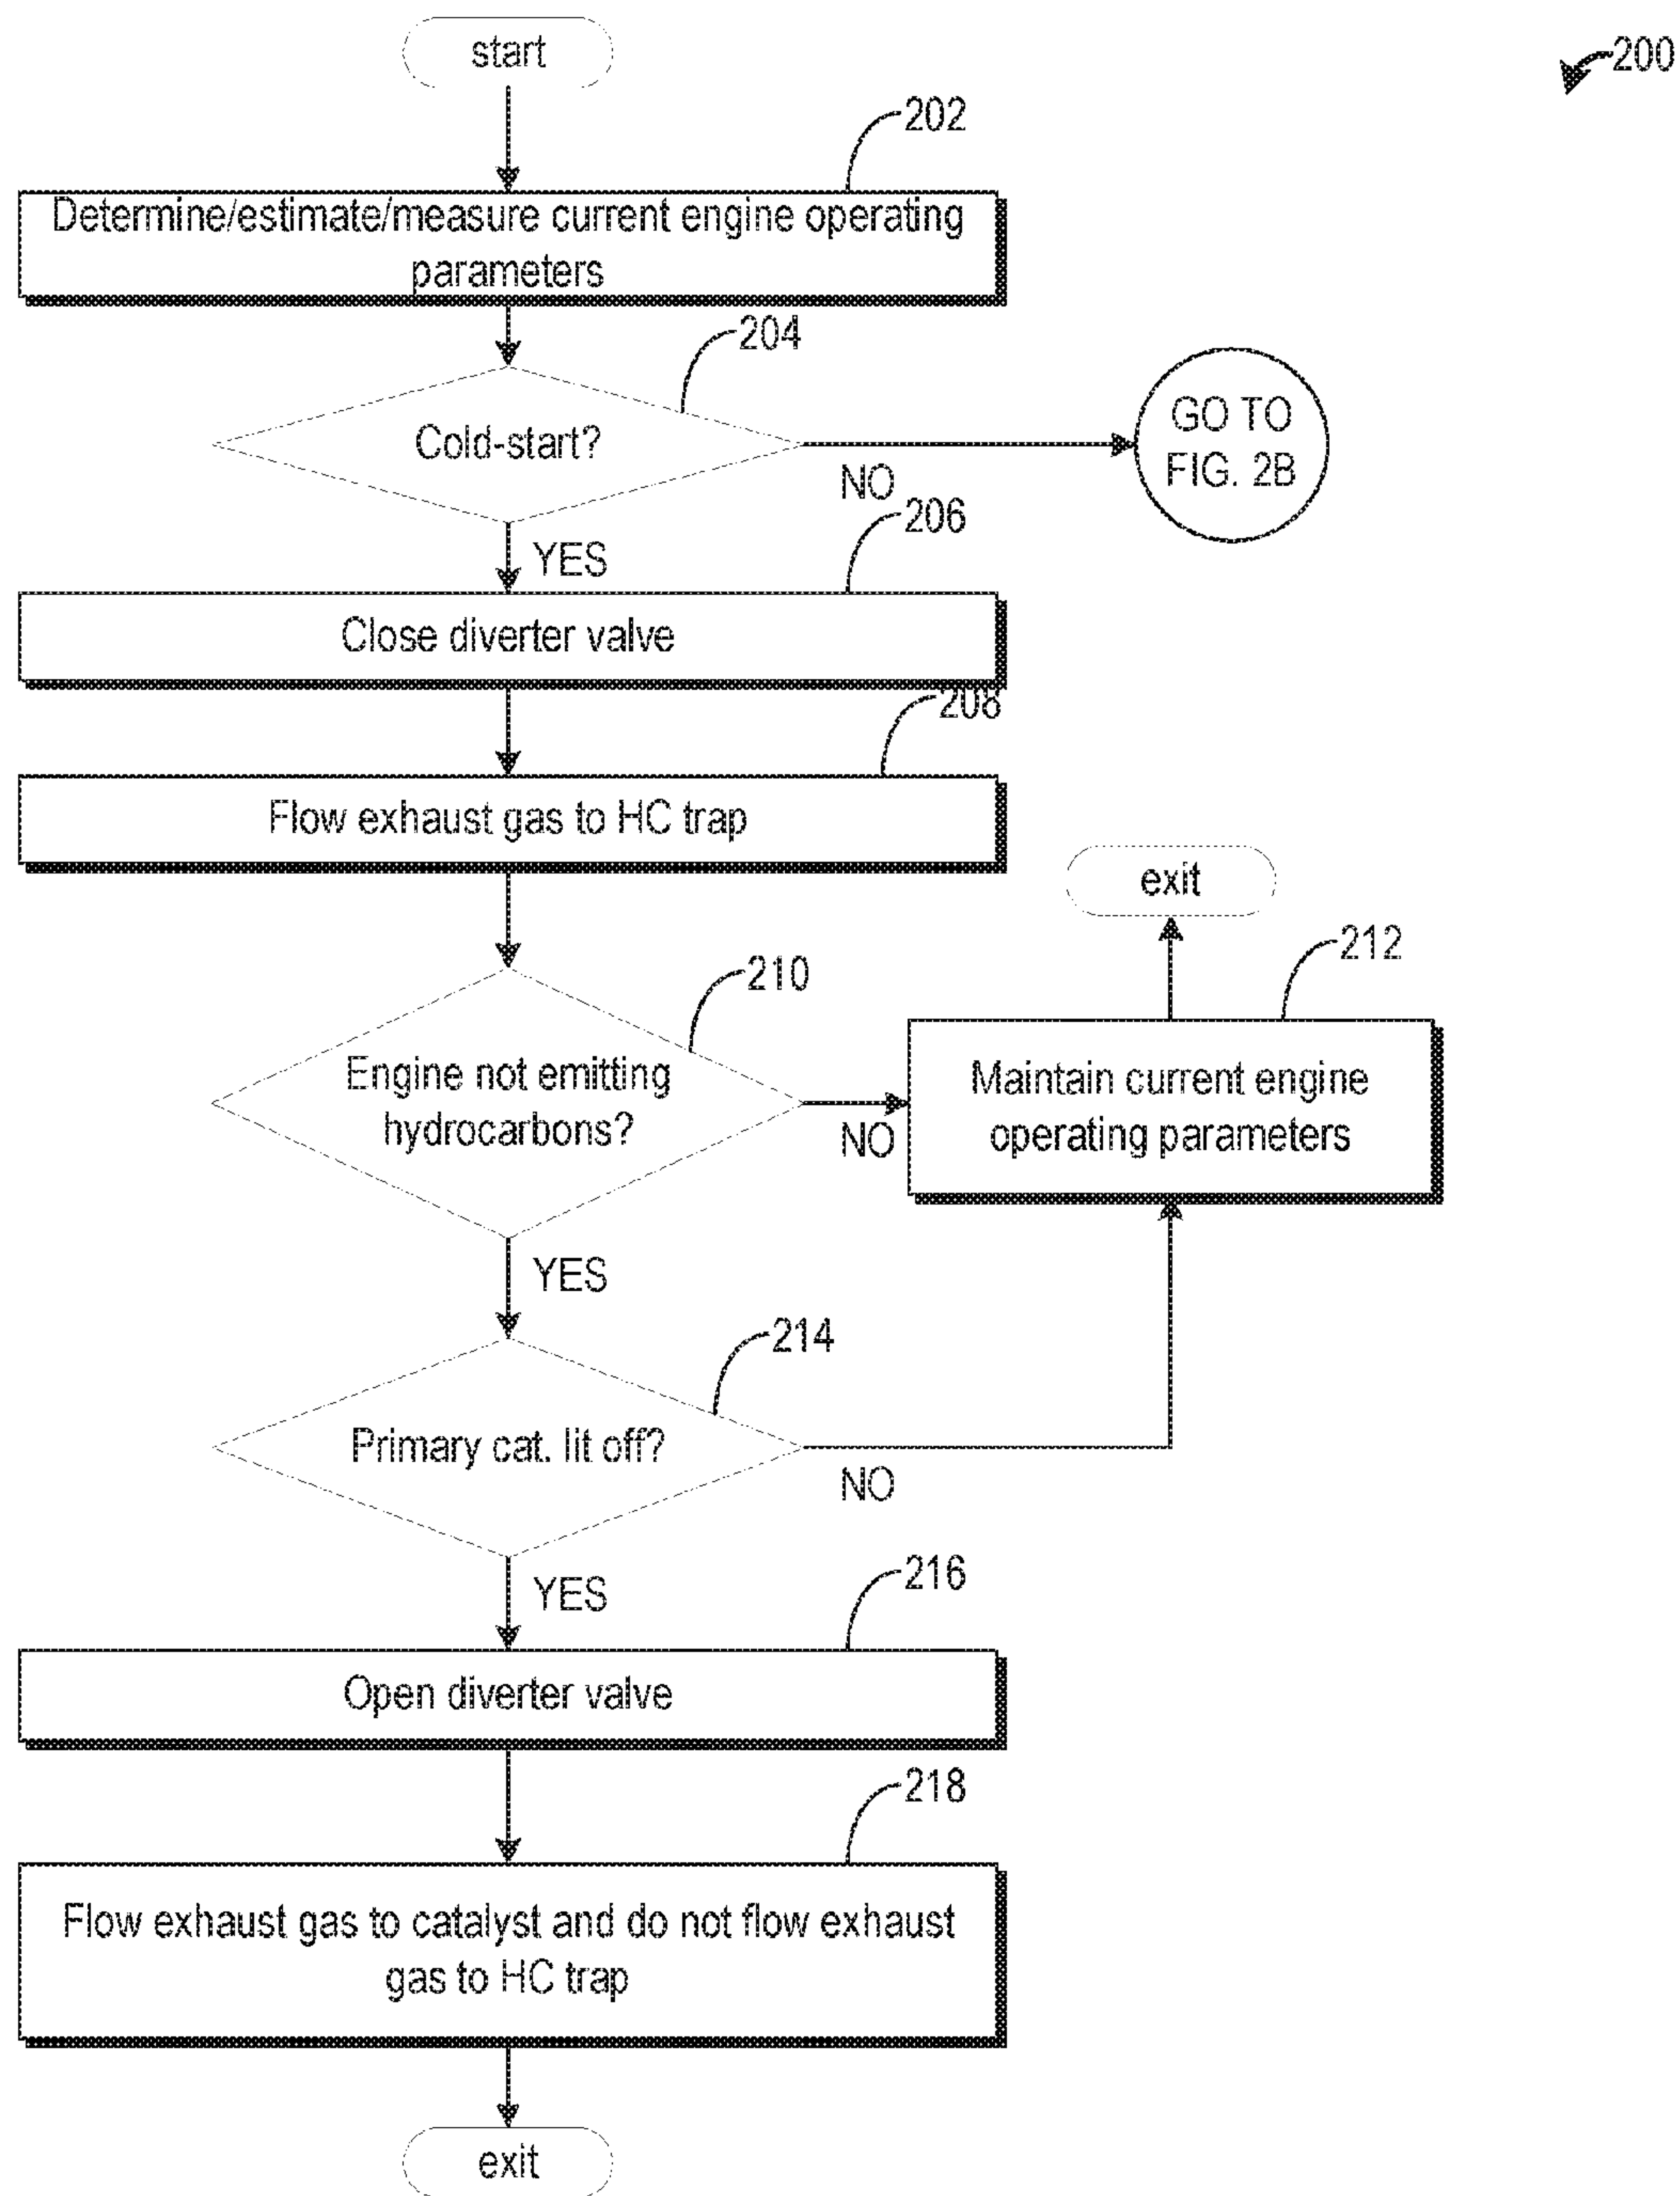 start
200
202
Determine/estimate/measure current engine operating
parameters
204
Cold-start?
NO
GO TO
FIG. 2B
YES
206
Close diverter valve
208
Flow exhaust gas to HC trap
exit
210
212
Engine not emitting
hydrocarbons?
NO
Maintain current engine
operating parameters
YES
214
Primary cat. lit off?
NO
YES
216
Open diverter valve
218
Flow exhaust gas to catalyst and do not flow exhaust
gas to HC trap
exit